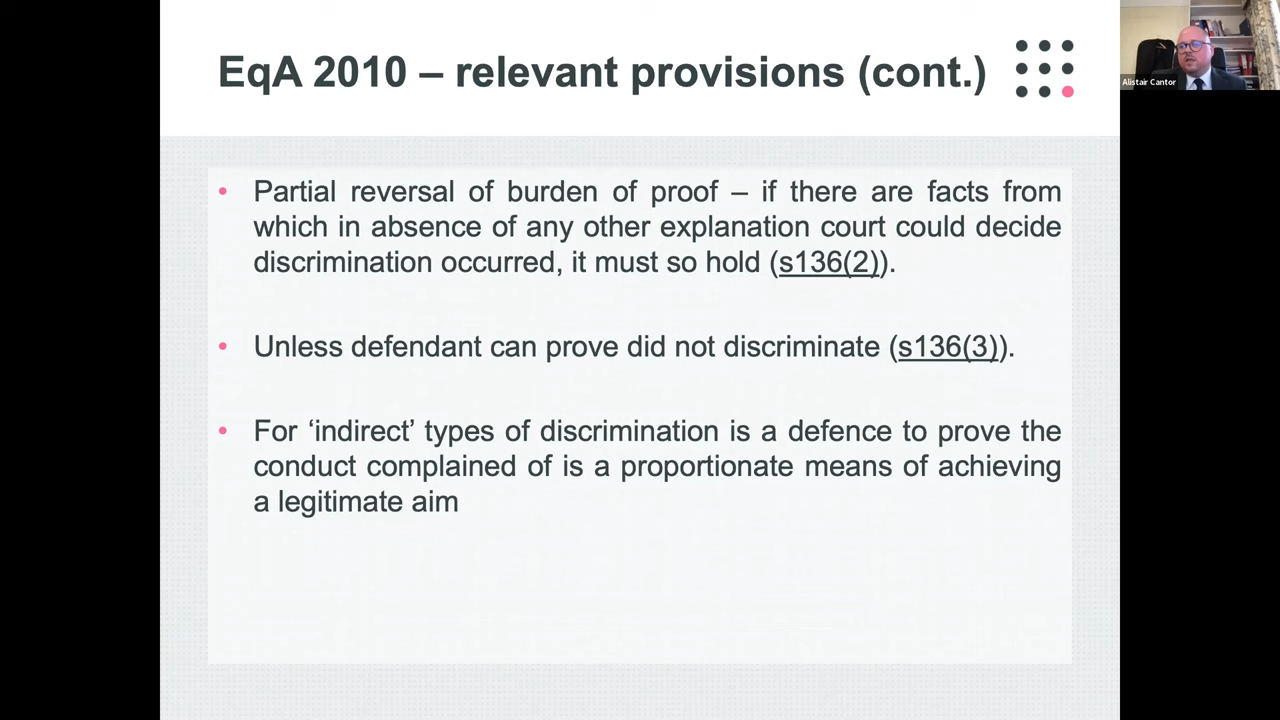 EqA 2010 – relevant provisions (cont.)
Alistair Cantor
• Partial reversal of burden of proof – if there are facts from
which in absence of any other explanation court could decide
discrimination occurred, it must so hold (s136(2)).
• Unless defendant can prove did not discriminate (s136(3)).
• For ‘indirect’ types of discrimination is a defence to prove the
conduct complained of is a proportionate means of achieving
a legitimate aim